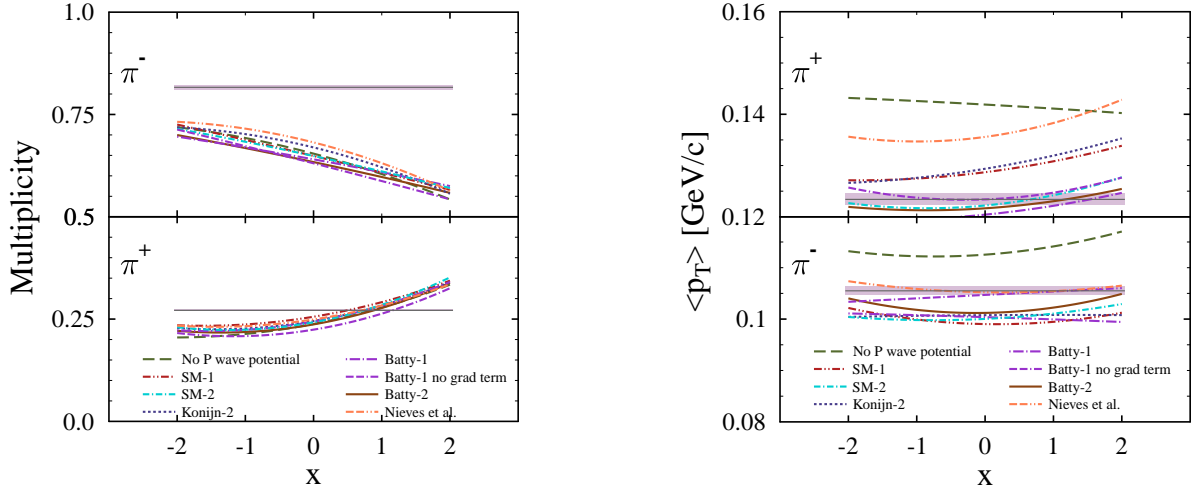 Multiplicity
1.0
0.75
0.5
0.25
0.0
π-
π+
No P wave potential
SM-1
SM-2
Konijn-2
Batty-1
Batty-1 no grad term
Batty-2
Nieves et al.
-2 -1 0 1 2
x
<pT> [GeV/c]
0.16
0.14
0.12
0.1
0.08
π+
π-
No P wave potential
SM-1
SM-2
Konijn-2
Batty-1
Batty-1 no grad term
Batty-2
Nieves et al.
-2 -1 0 1 2
x